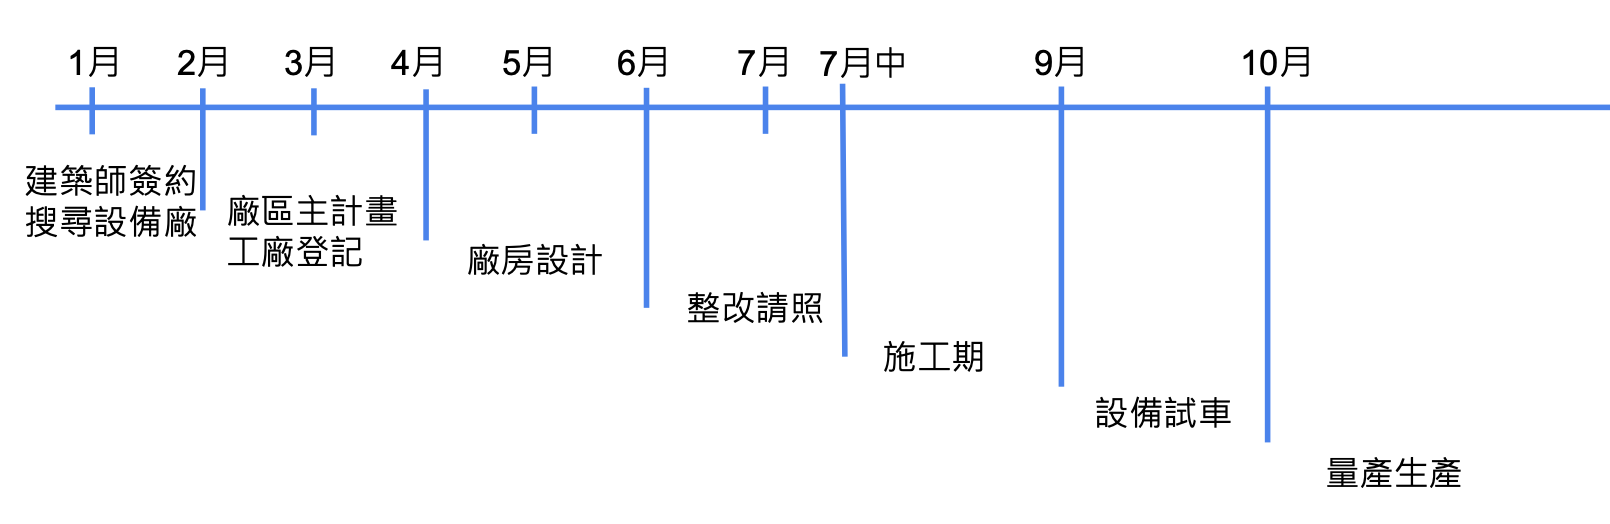 1月 2月 3月 4月 5月 6月 7月 7月中 9月 10月
建築師簽約
搜尋設備廠
廠區主計畫
工廠登記
廠房設計
整改請照
施工期
設備試車
量產生產